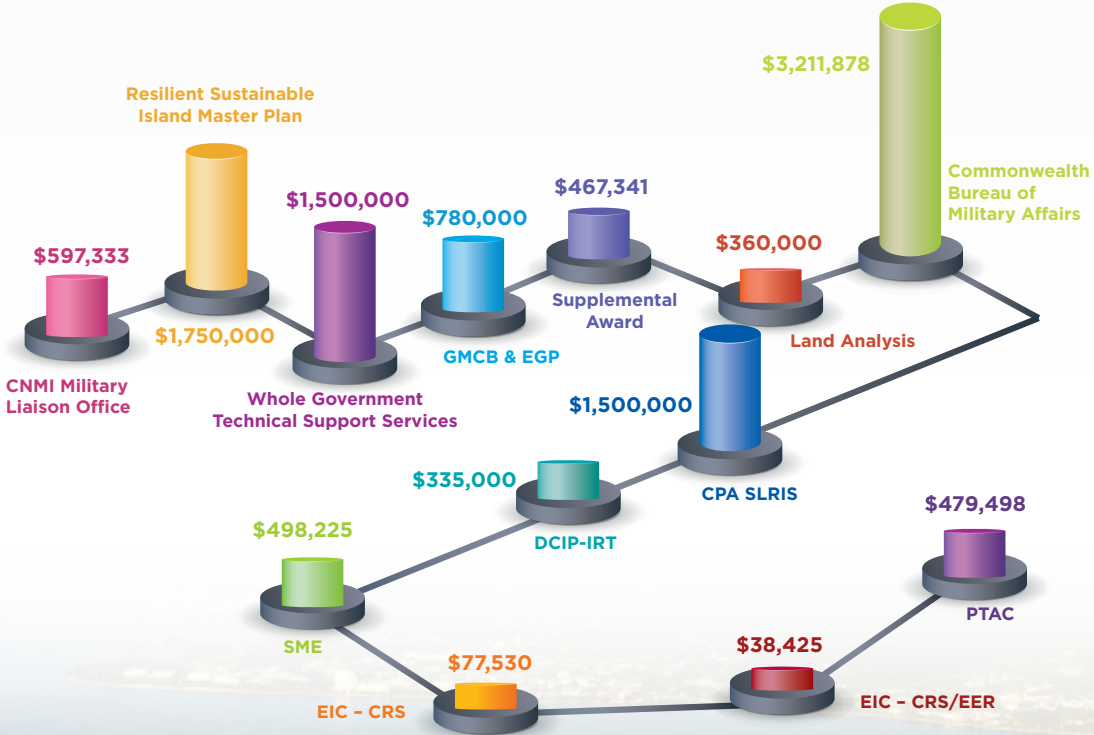 $3,211,878
Commonwealth
Bureau of
Military Affairs
Resilient Sustainable
Island Master Plan
$1,750,000
$1,500,000
Whole Government
Technical Support Services
$780,000
GMCB & EGP
$467,341
Supplemental
Award
$360,000
Land Analysis
$597,333
CNMI Military
Liaison Office
$1,500,000
CPA SLRIS
$335,000
DCIP-IRT
$498,225
SME
$77,530
EIC – CRS
$38,425
EIC – CRS/EER
$479,498
PTAC